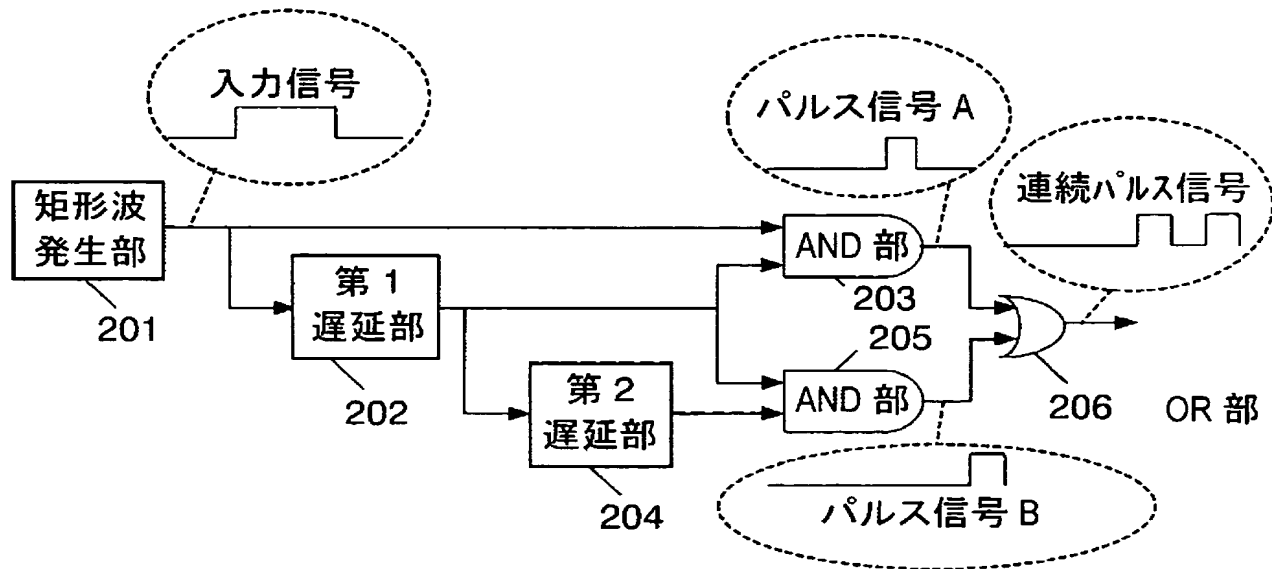 入力信号
パルス信号 A
連続パルス信号
矩形波
発生部
201
第 1
遅延部
202
AND 部
203
205
第 2
遅延部
204
AND 部
206
OR 部
パルス信号 B